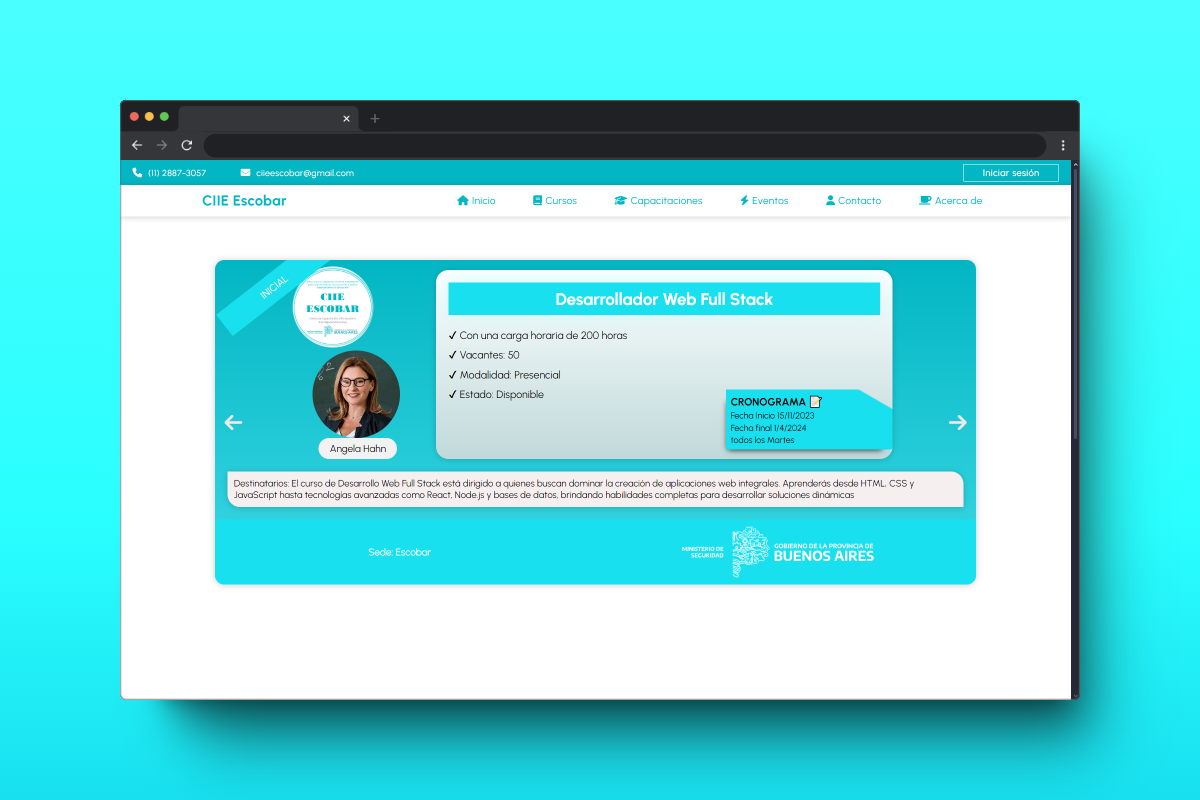 (11) 2887-3057
ciieescobar@gmail.com
Iniciar sesión
CIIE Escobar
Inicio
Cursos
Capacitaciones
Eventos
Contacto
Acerca de
INICIAL
CIIE
ESCOBAR
BUENOS AIRES
Angela Hahn
Desarrollador Web Full Stack
✔ Con una carga horaria de 200 horas
✔ Vacantes: 50
✔ Modalidad: Presencial
✔ Estado: Disponible
CRONOGRAMA 📝
Fecha Inicio 15/11/2023
Fecha final 1/4/2024
todos los Martes
Destinatarios: El curso de Desarrollo Web Full Stack está dirigido a quienes buscan dominar la creación de aplicaciones web integrales. Aprenderás desde HTML, CSS y
JavaScript hasta tecnologías avanzadas como React, Node.js y bases de datos, brindando habilidades completas para desarrollar soluciones dinámicas
Sede: Escobar
MINISTERIO DE
SEGURIDAD
GOBIERNO DE LA PROVINCIA DE
BUENOS AIRES